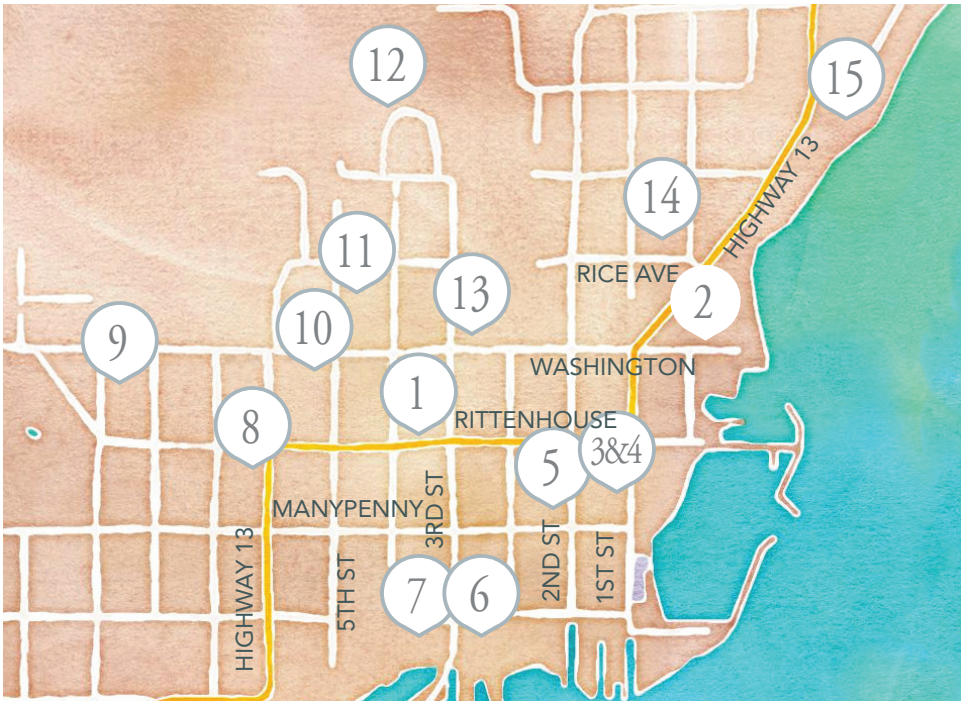 12
15
HIGHWAY 13
14
11
RICE AVE
13
2
10
9
WASHINGTON
1
RITTENHOUSE
8
3&4
5
MANYPENNY
3RD ST
HIGHWAY 13
5TH ST
2ND ST
1ST ST
7
6